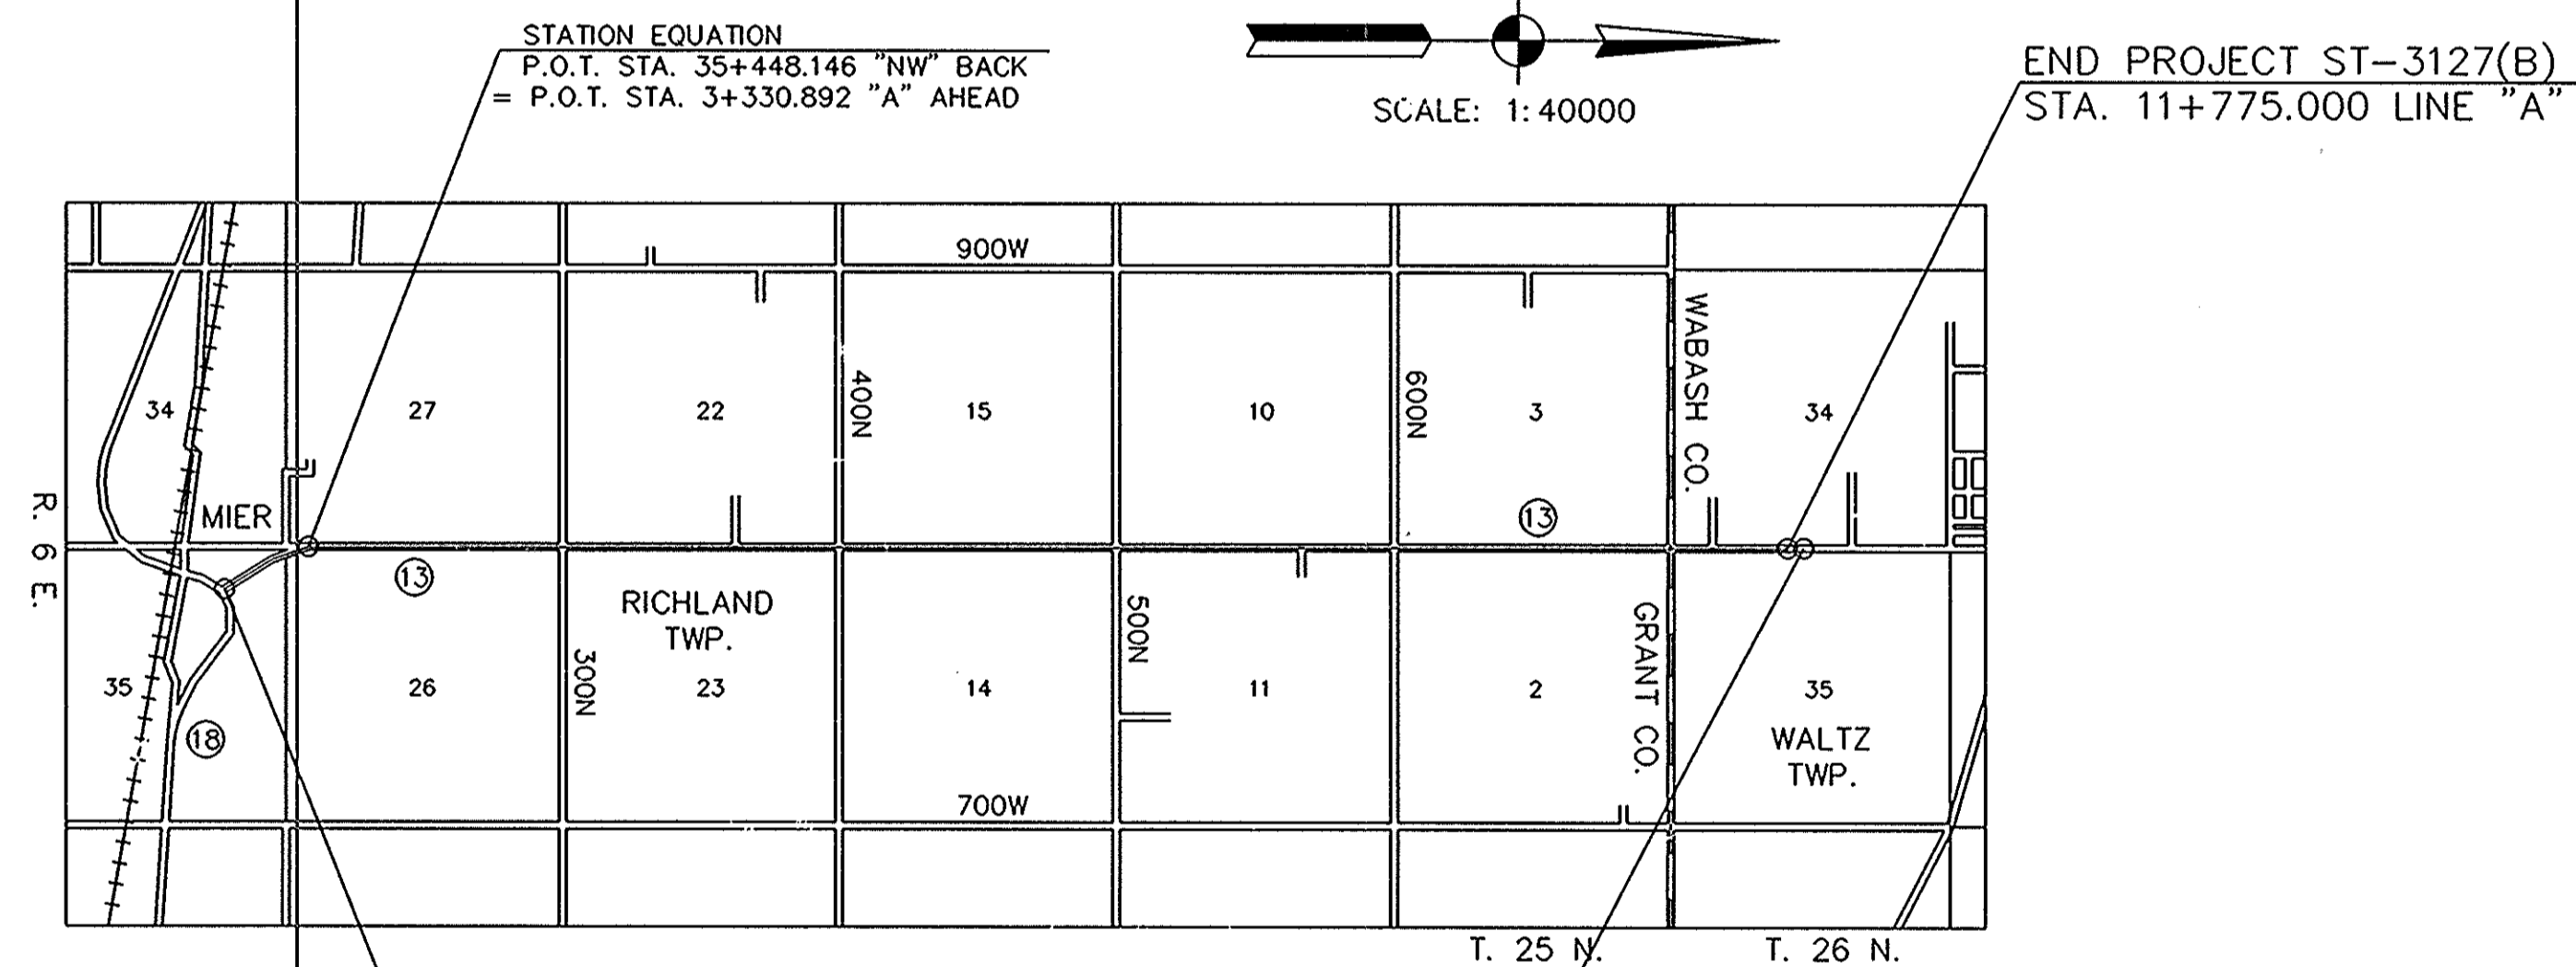 STATION EQUATION
P.O.T. STA. 35+448.146 "NW" BACK
= P.O.T. STA. 3+330.892 "A" AHEAD
SCALE: 1:40000
END PROJECT ST-3127(B)
STA. 11+775.000 LINE "A"
900W
34
27
22
400N
15
10
600N
3
WABASH CO.
34
R. 6 E.
MIER
13
13
RICHLAND
TWP.
500N
GRANT CO.
35
26
300N
23
14
11
2
35
18
WALTZ
TWP.
700W
T. 25 N.
T. 26 N.